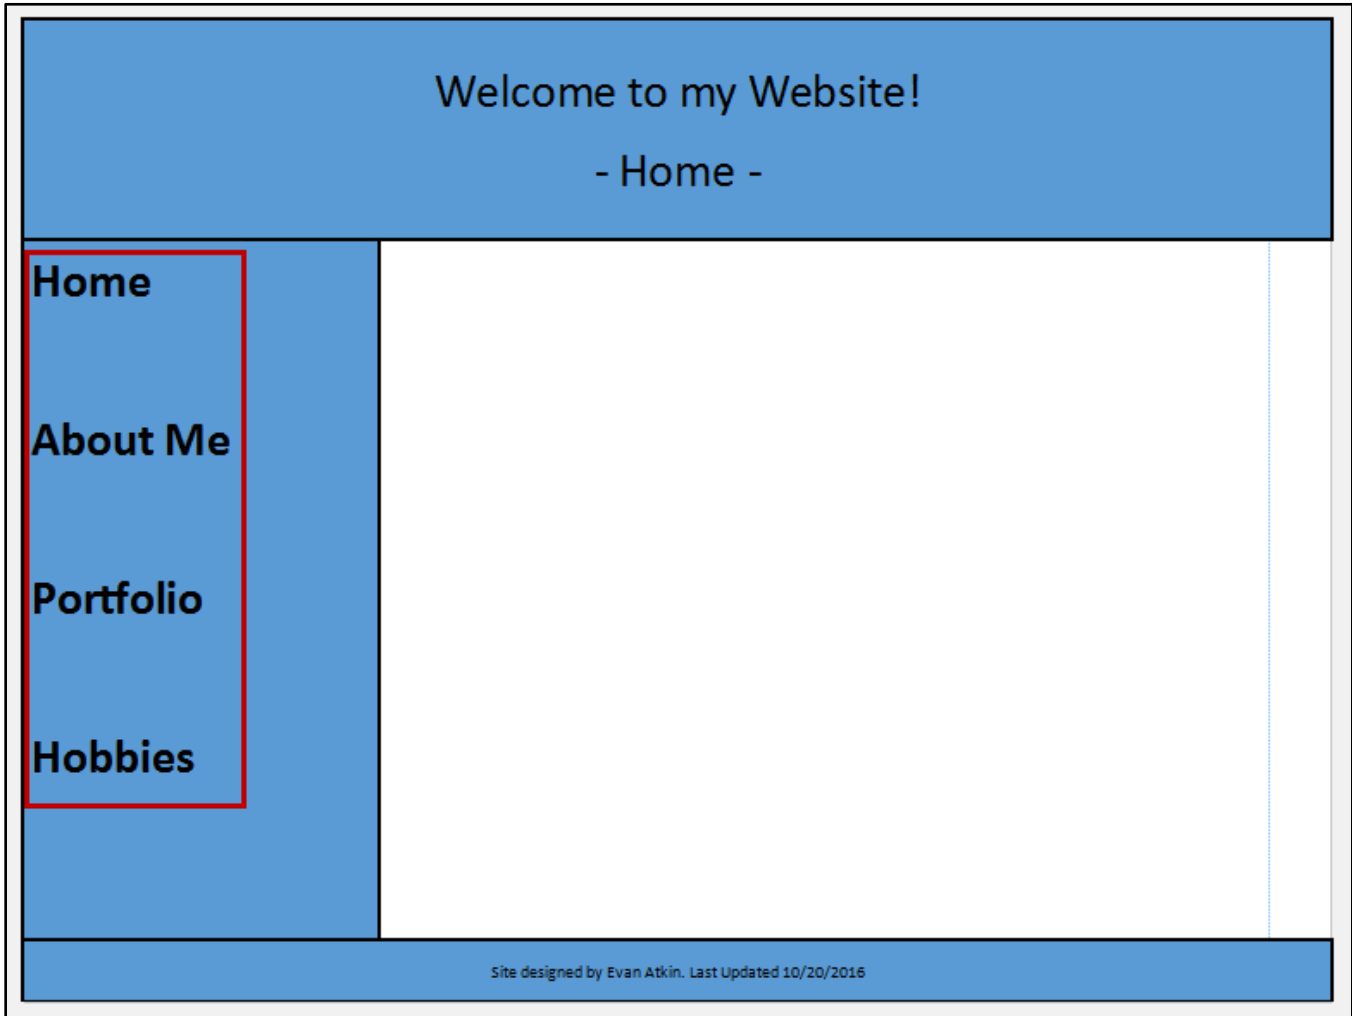 Welcome to my Website!
- Home -
Home
About Me
Portfolio
Hobbies
Site designed by Evan Atkin. Last Updated 10/20/2016